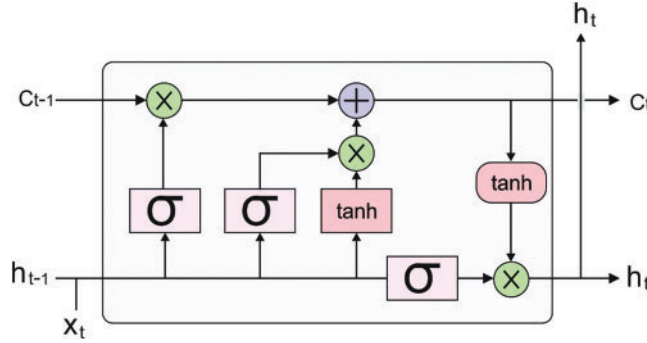 h_t
C_{t-1}
×
+
C_t
×
tanh
σ
σ
tanh
h_{t-1}
σ
×
h_t
x_t